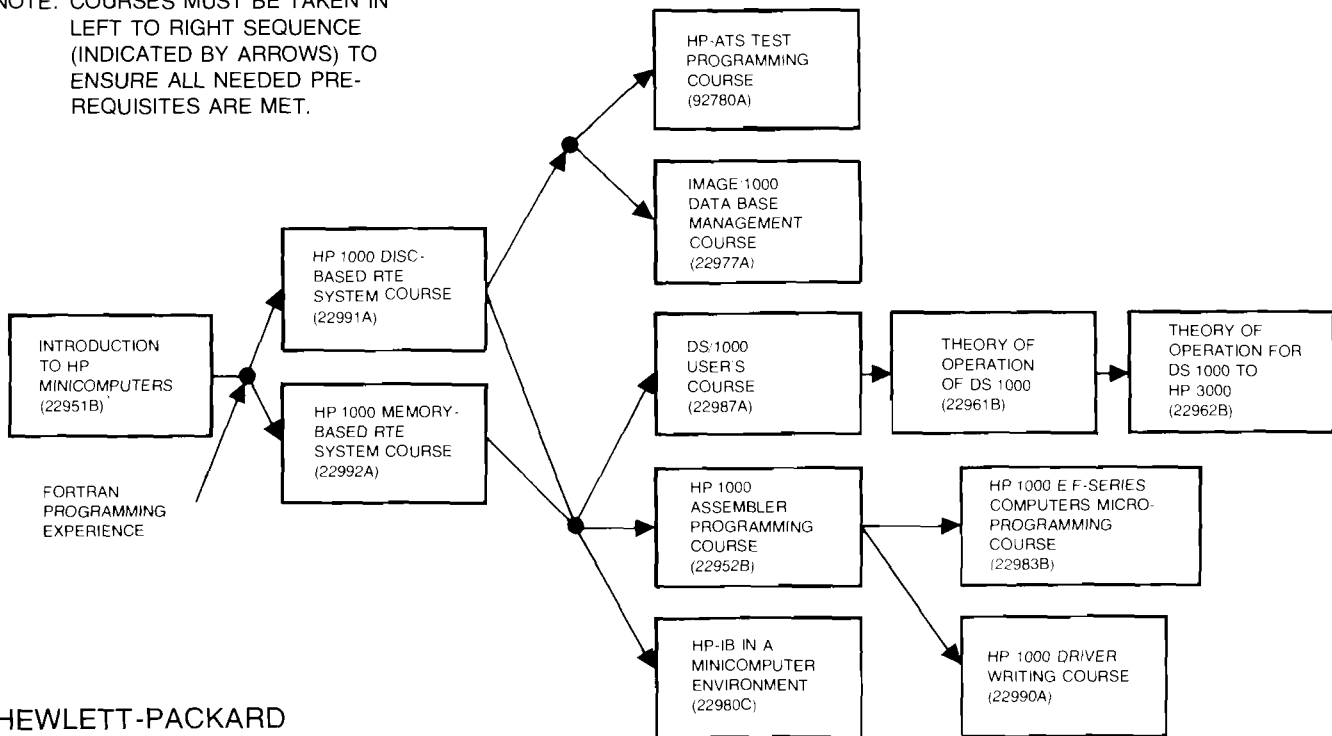 NOTE: COURSES MUST BE TAKEN IN
LEFT TO RIGHT SEQUENCE
(INDICATED BY ARROWS) TO
ENSURE ALL NEEDED PRE-
REQUISITES ARE MET.
HP-ATS TEST
PROGRAMMING
COURSE
(92780A)
IMAGE/1000
DATA BASE
MANAGEMENT
COURSE
(22977A)
HP 1000 DISC-
BASED RTE
SYSTEM COURSE
(22991A)
INTRODUCTION
TO HP
MINICOMPUTERS
(22951B)
HP 1000 MEMORY-
BASED RTE
SYSTEM COURSE
(22992A)
FORTRAN
PROGRAMMING
EXPERIENCE
DS/1000
USER'S
COURSE
(22987A)
THEORY OF
OPERATION
OF DS 1000
(22961B)
THEORY OF
OPERATION FOR
DS 1000 TO
HP 3000
(22962B)
HP 1000
ASSEMBLER
PROGRAMMING
COURSE
(22952B)
HP 1000 E F-SERIES
COMPUTERS MICRO-
PROGRAMMING
COURSE
(22983B)
HP-IB IN A
MINICOMPUTER
ENVIRONMENT
(22980C)
HP 1000 DRIVER
WRITING COURSE
(22990A)
HEWLETT-PACKARD